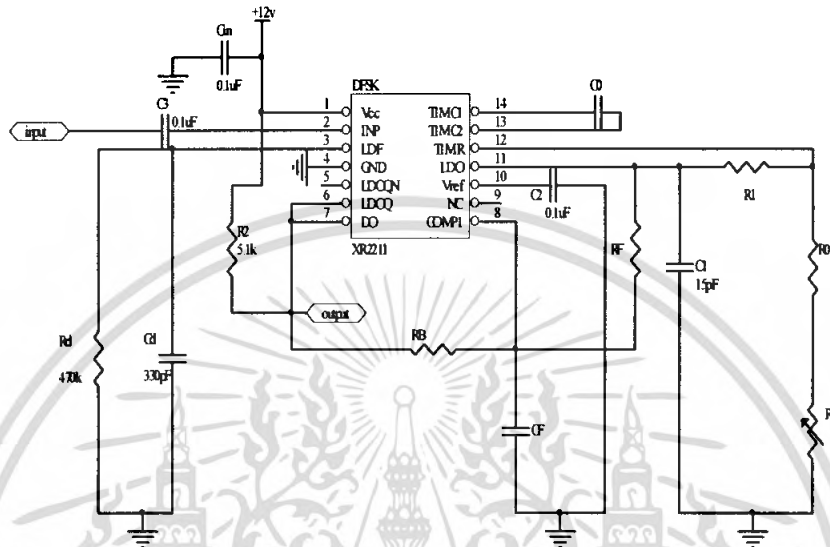 +12v
Cin
0.1uF
DFSK
C3
0.1uF
input
1 Vcc TIMC1 14
2 INP TIMC2 13
3 LDF TIMR 12
4 GND LDO 11
5 LDOQN Vref 10
6 LDOQ NC 9
7 DO COMP1 8
XR2211
C0
C2
0.1uF
R1
R2
5.1k
RF
C1
15pF
R0
output
RB
Rd
470k
Cd
330pF
CF
R